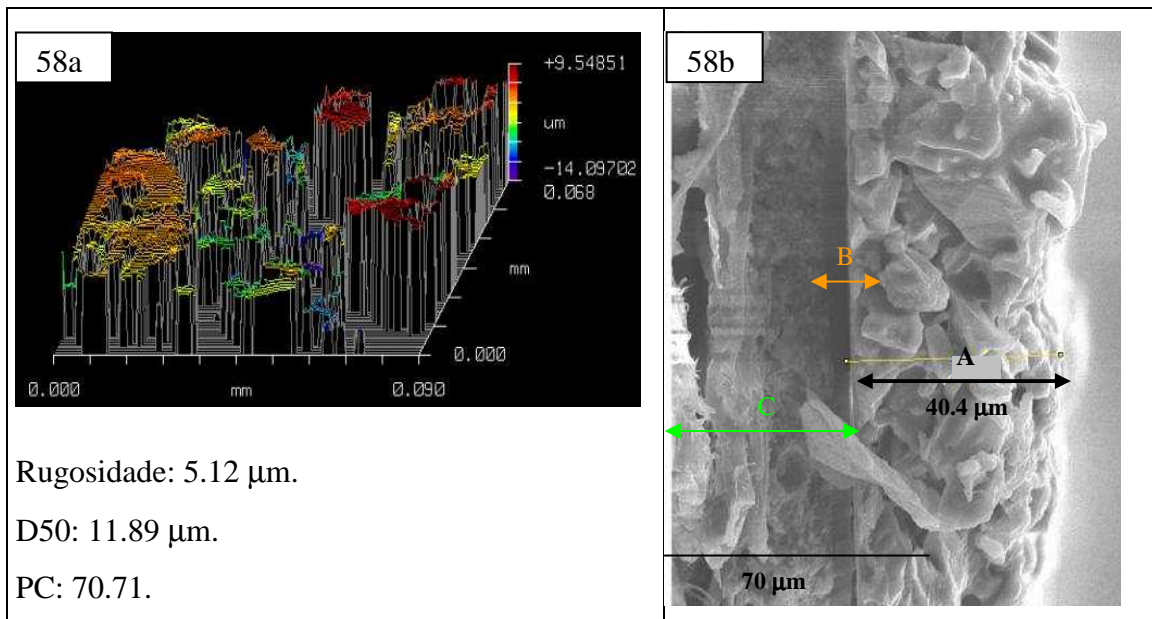 58a
+9.54851
um
-14.09702
0.068
mm
0.000
0.000
mm
0.090
Rugosidade: 5.12 μm.
D50: 11.89 μm.
PC: 70.71.
58b
B
A
40.4 μm
C
70 μm